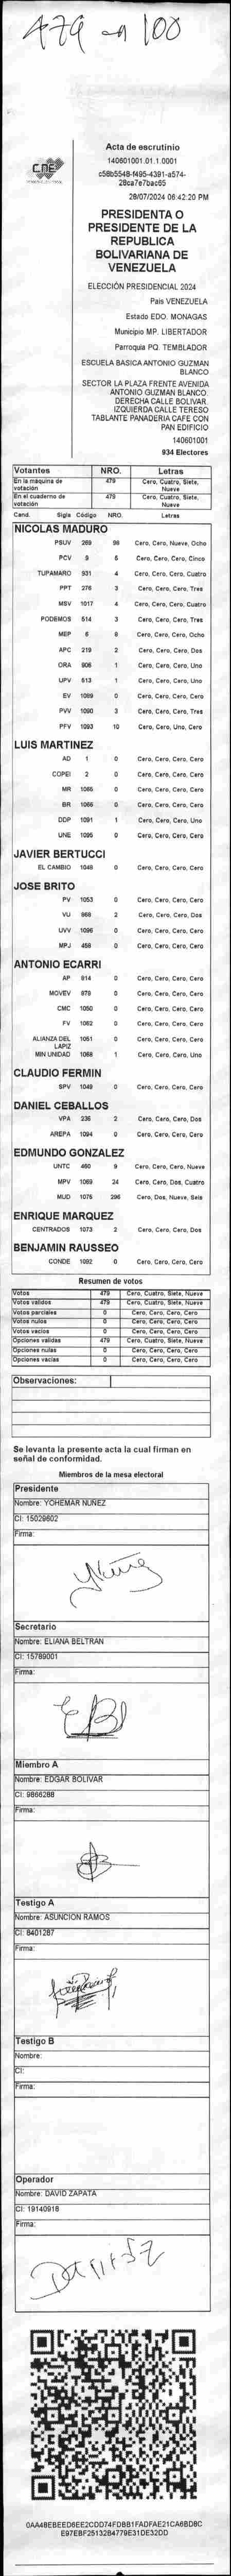 479 en 100
CNE
Acta de escrutinio
140601001.01.1.0001
28/07/2024 06:42:20 PM
PRESIDENTA O
PRESIDENTE DE LA
REPUBLICA
BOLIVARIANA DE
VENEZUELA
ELECCIÓN PRESIDENCIAL 2024
Pais VENEZUELA
Estado EDO. MONAGAS
Municipio MP. LIBERTADOR
Parroquia PQ. TEMBLADOR
ESCUELA BASICA ANTONIO GUZMAN
BLANCO
SECTOR LA PLAZA FRENTE AVENIDA
ANTONIO GUZMAN BLANCO.
DERECHA CALLE BOLIVAR.
IZQUIERDA CALLE TERESO
TABLANTE PANADERIA CAFE CON
PAN EDIFICIO
140601001
934 Electores
Votantes NRO. Letras
En la máquina de votación 479 Cero, Cuatro, Siete, Nueve
En el cuaderno de votación 479 Cero, Cuatro, Siete, Nueve
Cand. Sigla Código NRO. Letras
NICOLAS MADURO
PSUV 269 98 Cero, Cero, Nueve, Ocho
PCV 9 5 Cero, Cero, Cero, Cinco
TUPAMARO 931 4 Cero, Cero, Cero, Cuatro
PPT 276 3 Cero, Cero, Cero, Tres
MSV 1017 4 Cero, Cero, Cero, Cuatro
PODEMOS 514 3 Cero, Cero, Cero, Tres
MEP 6 8 Cero, Cero, Cero, Ocho
APC 219 2 Cero, Cero, Cero, Dos
ORA 906 1 Cero, Cero, Cero, Uno
UPV 513 1 Cero, Cero, Cero, Uno
EV 1089 0 Cero, Cero, Cero, Cero
PVV 1090 3 Cero, Cero, Cero, Tres
PFV 1093 10 Cero, Cero, Uno, Cero
LUIS MARTINEZ
AD 1 0 Cero, Cero, Cero, Cero
COPEI 2 0 Cero, Cero, Cero, Cero
MR 1085 0 Cero, Cero, Cero, Cero
BR 1066 0 Cero, Cero, Cero, Cero
DDP 1091 1 Cero, Cero, Cero, Uno
UNE 1095 0 Cero, Cero, Cero, Cero
JAVIER BERTUCCI
EL CAMBIO 1048 0 Cero, Cero, Cero, Cero
JOSE BRITO
PV 1053 0 Cero, Cero, Cero, Cero
VU 968 2 Cero, Cero, Cero, Dos
UVV 1096 0 Cero, Cero, Cero, Cero
MPJ 458 0 Cero, Cero, Cero, Cero
ANTONIO ECARRI
AP 914 0 Cero, Cero, Cero, Cero
MOVEV 979 0 Cero, Cero, Cero, Cero
CMC 1050 0 Cero, Cero, Cero, Cero
FV 1062 0 Cero, Cero, Cero, Cero
ALIANZA DEL LAPIZ 1051 0 Cero, Cero, Cero, Cero
MIN UNIDAD 1068 1 Cero, Cero, Cero, Uno
CLAUDIO FERMIN
SPV 1049 0 Cero, Cero, Cero, Cero
DANIEL CEBALLOS
VPA 236 2 Cero, Cero, Cero, Dos
AREPA 1094 0 Cero, Cero, Cero, Cero
EDMUNDO GONZALEZ
UNTC 460 9 Cero, Cero, Cero, Nueve
MPV 1069 24 Cero, Cero, Dos, Cuatro
MUD 1075 296 Cero, Dos, Nueve, Seis
ENRIQUE MARQUEZ
CENTRADOS 1073 2 Cero, Cero, Cero, Dos
BENJAMIN RAUSSEO
CONDE 1092 0 Cero, Cero, Cero, Cero
Resumen de votos
Votos 479 Cero, Cuatro, Siete, Nueve
Votos válidos 479 Cero, Cuatro, Siete, Nueve
Votos parciales 0 Cero, Cero, Cero, Cero
Votos nulos 0 Cero, Cero, Cero, Cero
Votos vacíos 0 Cero, Cero, Cero, Cero
Opciones válidas 479 Cero, Cuatro, Siete, Nueve
Opciones nulas 0 Cero, Cero, Cero, Cero
Opciones vacías 0 Cero, Cero, Cero, Cero
Observaciones:
Se levanta la presente acta la cual firman en
señal de conformidad.
Miembros de la mesa electoral
Presidente
Nombre: YOHEMAR NUÑEZ
CI: 15029602
Firma:
Nuñez
Secretario
Nombre: ELIANA BELTRAN
CI: 15789001
Firma:
Miembro A
Nombre: EDGAR BOLIVAR
CI: 9866288
Firma:
Testigo A
Nombre: ASUNCION RAMOS
CI: 8401287
Firma:
Testigo B
Nombre:
CI:
Firma:
Operador
Nombre: DAVID ZAPATA
CI: 19140916
Firma:
0AA48EBEED6EE2CDD74FDBB1FADFAE21CA6BD8C
E97EBF25132B4779E31DE32DD